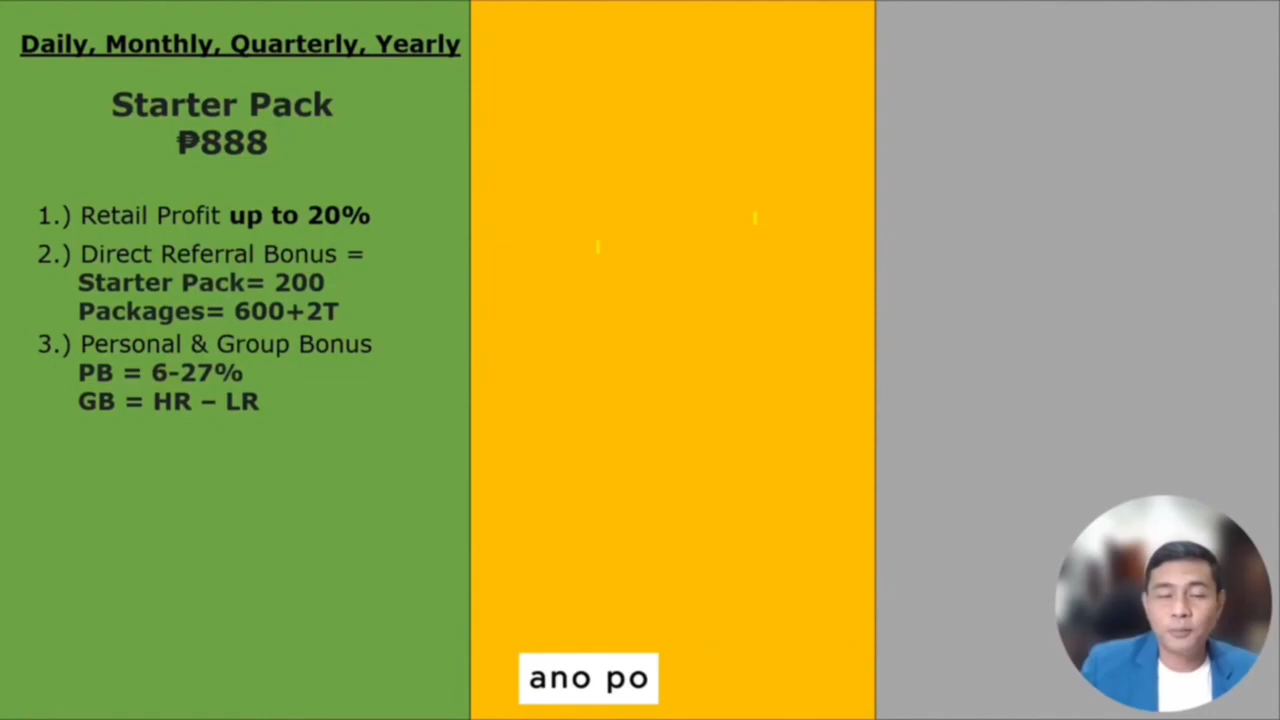 Daily, Monthly, Quarterly, Yearly
Starter Pack
₱888
1.) Retail Profit up to 20%
2.) Direct Referral Bonus =
Starter Pack= 200
Packages= 600+2T
3.) Personal & Group Bonus
PB = 6-27%
GB = HR – LR
ano po